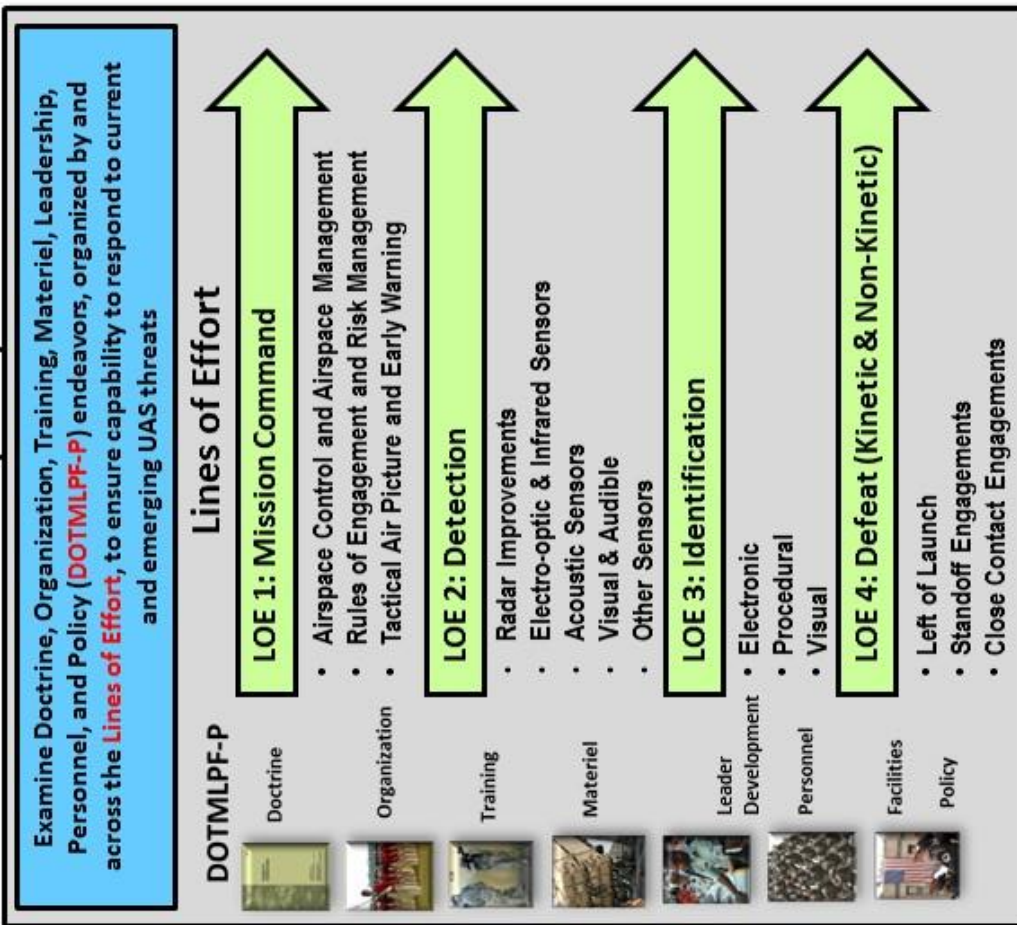 Examine Doctrine, Organization, Training, Materiel, Leadership,
Personnel, and Policy (DOTMLPF-P) endeavors, organized by and
across the Lines of Effort, to ensure capability to respond to current
and emerging UAS threats
DOTMLPF-P
Doctrine
Organization
Training
Materiel
Leader
Development
Personnel
Facilities
Policy
Lines of Effort
LOE 1: Mission Command
• Airspace Control and Airspace Management
• Rules of Engagement and Risk Management
• Tactical Air Picture and Early Warning
LOE 2: Detection
• Radar Improvements
• Electro-optic & Infrared Sensors
• Acoustic Sensors
• Visual & Audible
• Other Sensors
LOE 3: Identification
• Electronic
• Procedural
• Visual
LOE 4: Defeat (Kinetic & Non-Kinetic)
• Left of Launch
• Standoff Engagements
• Close Contact Engagements